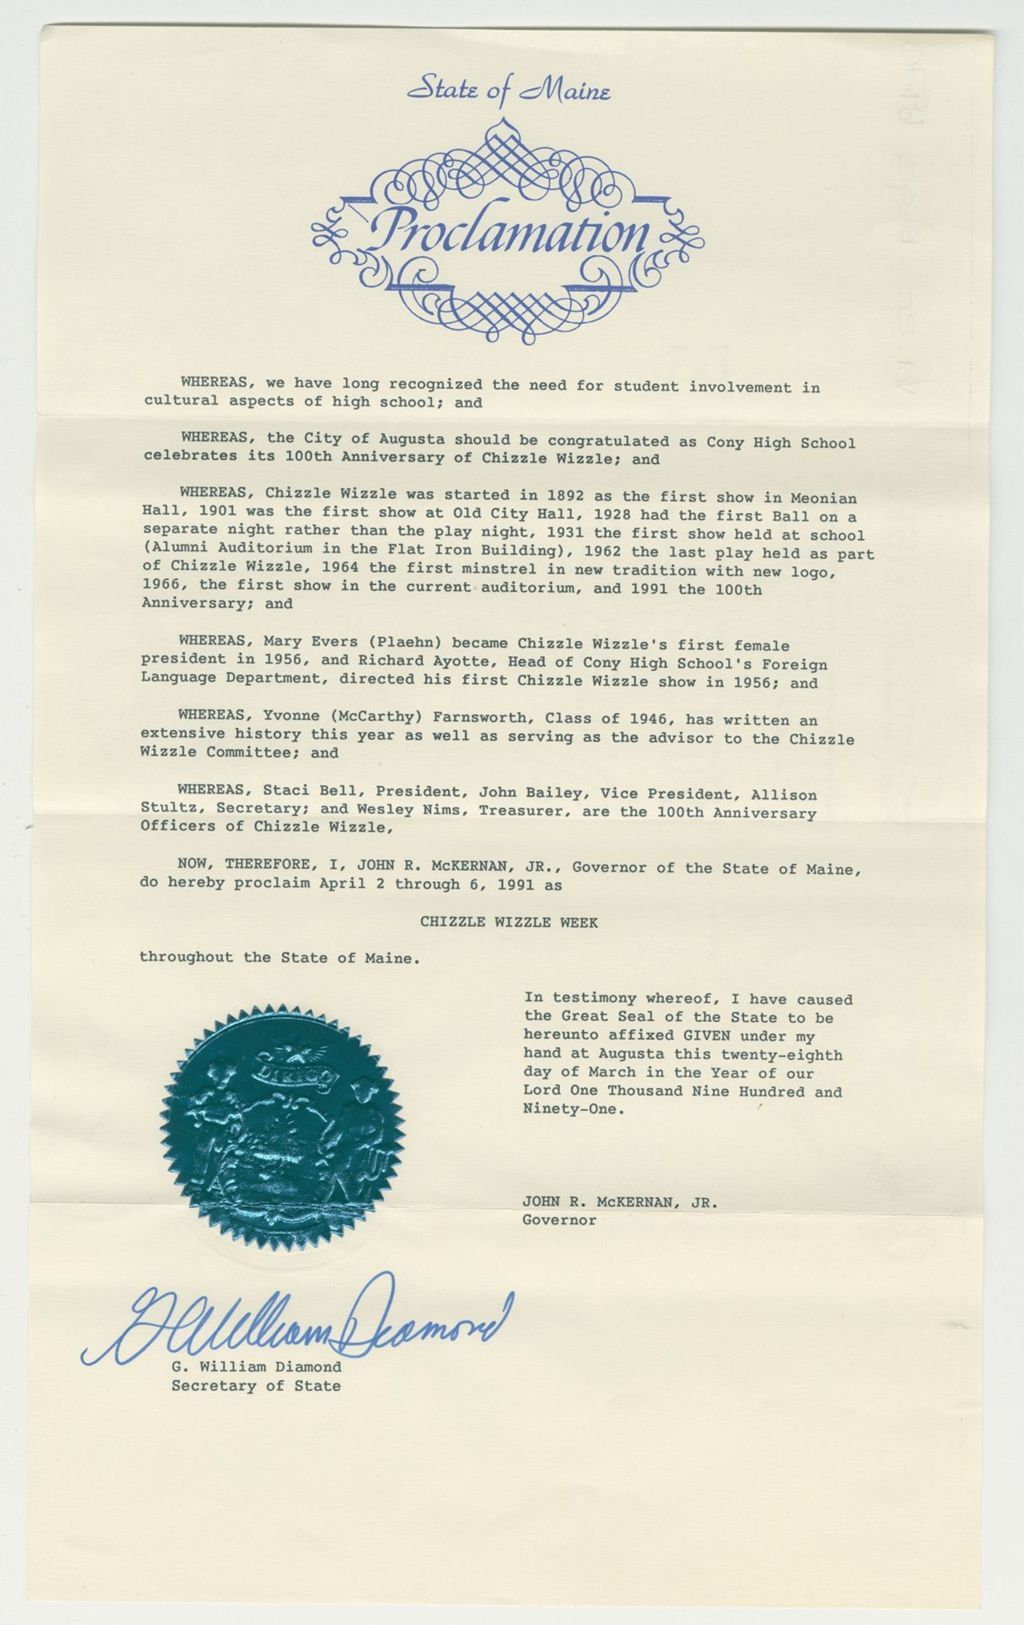 State of Maine
Proclamation
WHEREAS, we have long recognized the need for student involvement in
cultural aspects of high school; and
WHEREAS, the City of Augusta should be congratulated as Cony High School
celebrates its 100th Anniversary of Chizzle Wizzle; and
WHEREAS, Chizzle Wizzle was started in 1892 as the first show in Meonian
Hall, 1901 was the first show at Old City Hall, 1928 had the first Ball on a
separate night rather than the play night, 1931 the first show held at school
(Alumni Auditorium in the Flat Iron Building), 1962 the last play held as part
of Chizzle Wizzle, 1964 the first minstrel in new tradition with new logo,
1966, the first show in the current auditorium, and 1991 the 100th
Anniversary; and
WHEREAS, Mary Evers (Plaehn) became Chizzle Wizzle's first female
president in 1956, and Richard Ayotte, Head of Cony High School's Foreign
Language Department, directed his first Chizzle Wizzle show in 1956; and
WHEREAS, Yvonne (McCarthy) Farnsworth, Class of 1946, has written an
extensive history this year as well as serving as the advisor to the Chizzle
Wizzle Committee; and
WHEREAS, Staci Bell, President, John Bailey, Vice President, Allison
Stultz, Secretary; and Wesley Nims, Treasurer, are the 100th Anniversary
Officers of Chizzle Wizzle,
NOW, THEREFORE, I, JOHN R. McKERNAN, JR., Governor of the State of Maine,
do hereby proclaim April 2 through 6, 1991 as
CHIZZLE WIZZLE WEEK
throughout the State of Maine.
In testimony whereof, I have caused
the Great Seal of the State to be
hereunto affixed GIVEN under my
hand at Augusta this twenty-eighth
day of March in the Year of our
Lord One Thousand Nine Hundred and
Ninety-One.
DIRIGO
JOHN R. McKERNAN, JR.
Governor
G William Diamond
G. William Diamond
Secretary of State